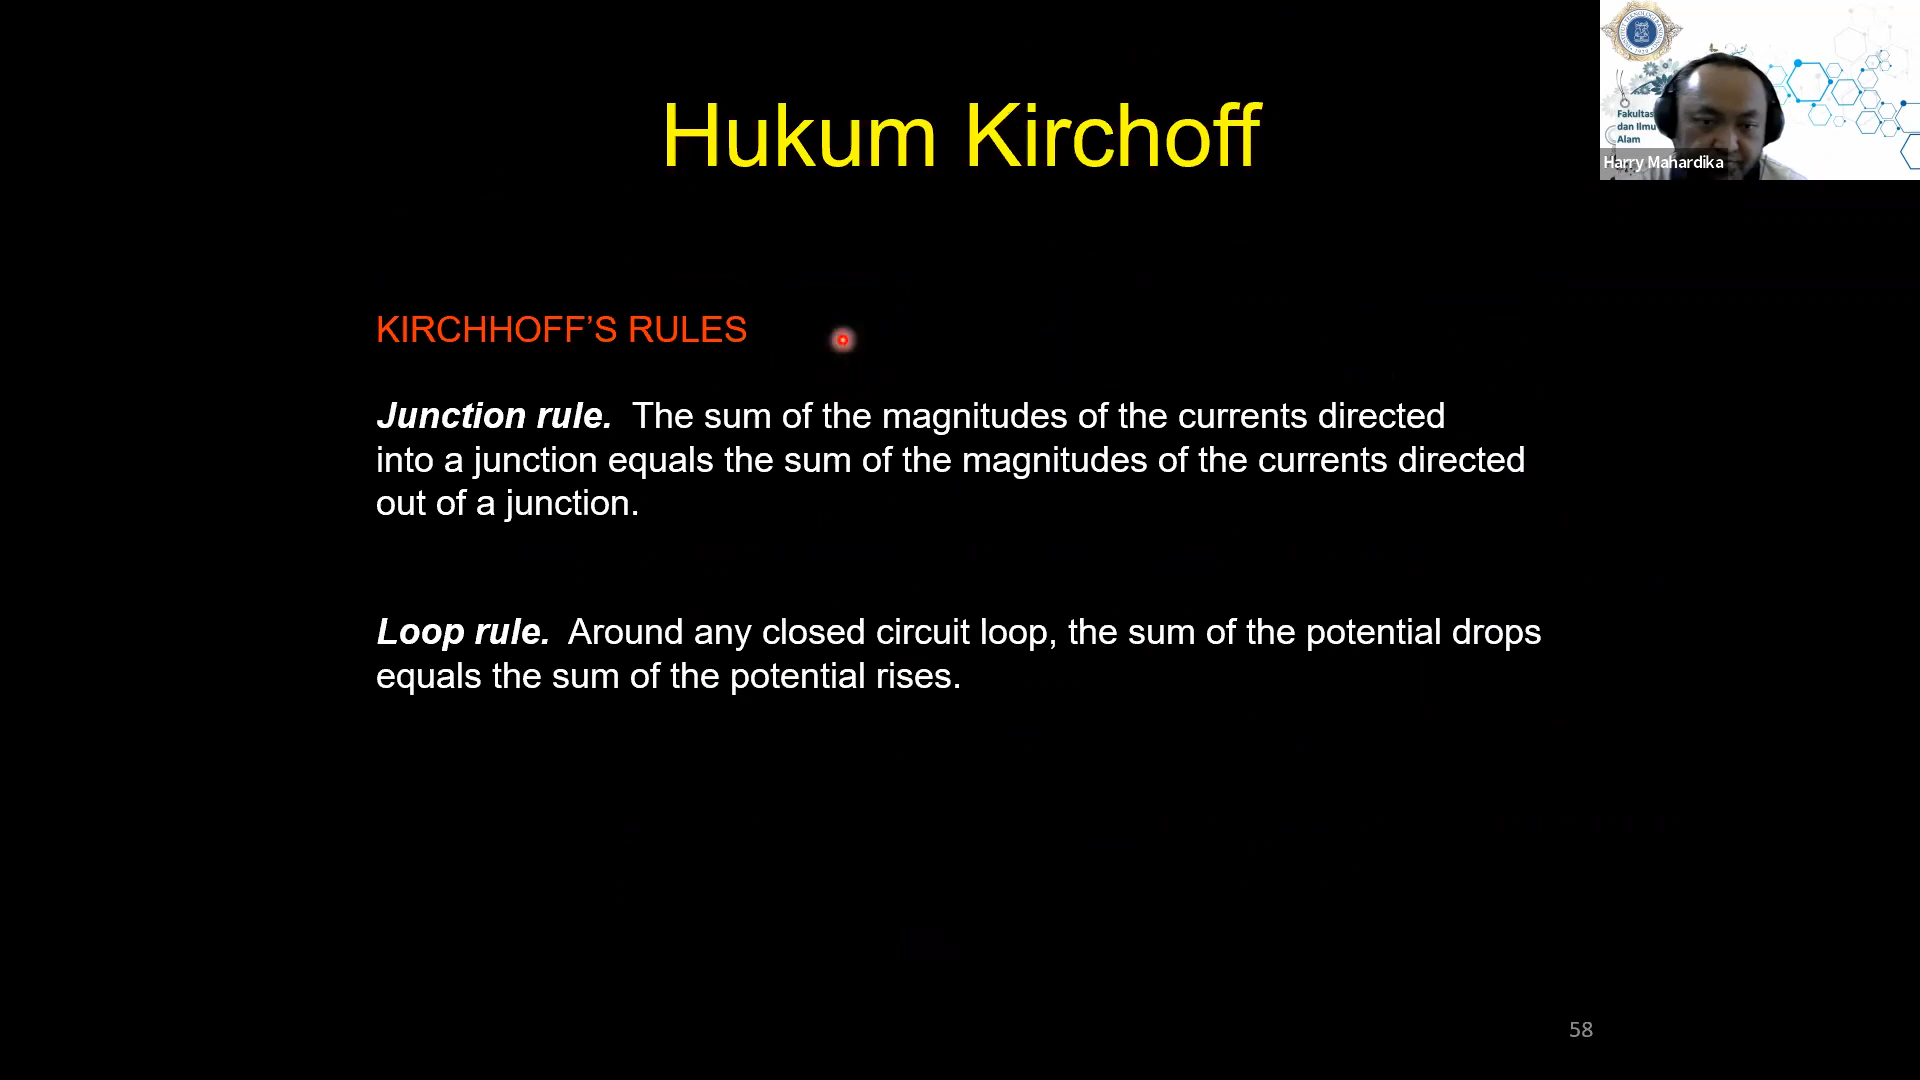 Hukum Kirchoff
Fakultas
dan Ilmu
Alam
Harry Mahardika
KIRCHHOFF’S RULES
Junction rule. The sum of the magnitudes of the currents directed
into a junction equals the sum of the magnitudes of the currents directed
out of a junction.
Loop rule. Around any closed circuit loop, the sum of the potential drops
equals the sum of the potential rises.
58